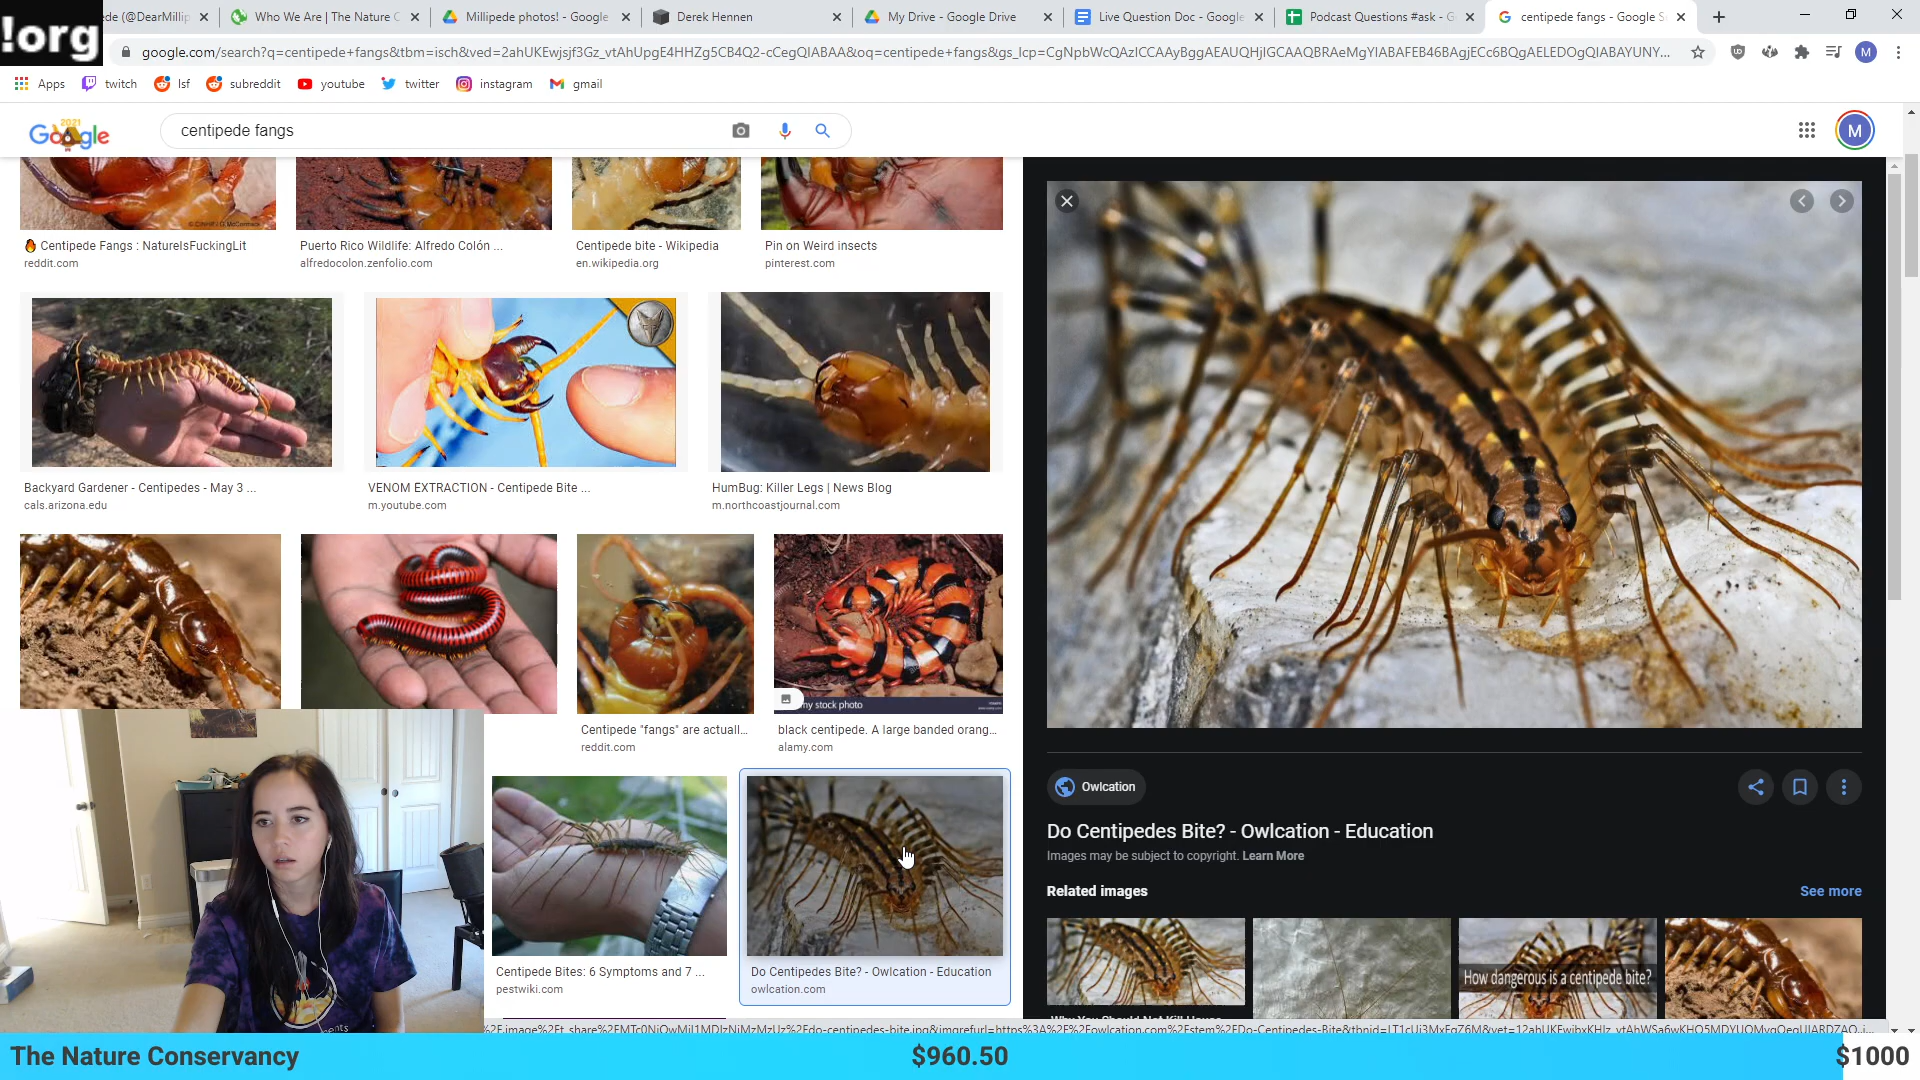 !org
ede (@DearMillip
Who We Are | The Nature C
Millipede photos! - Google
Derek Hennen
My Drive - Google Drive
Live Question Doc - Google
Podcast Questions #ask - G
centipede fangs - Google S
Apps
twitch
lsf
subreddit
youtube
twitter
instagram
gmail
M
2021
Google
centipede fangs
M
🔥 Centipede Fangs : NatureIsFuckingLit
reddit.com
Puerto Rico Wildlife: Alfredo Colón ...
alfredocolon.zenfolio.com
Centipede bite - Wikipedia
en.wikipedia.org
Pin on Weird insects
pinterest.com
Backyard Gardener - Centipedes - May 3 ...
cals.arizona.edu
VENOM EXTRACTION - Centipede Bite ...
m.youtube.com
HumBug: Killer Legs | News Blog
m.northcoastjournal.com
my stock photo
Centipede "fangs" are actuall...
reddit.com
black centipede. A large banded orang...
alamy.com
Centipede Bites: 6 Symptoms and 7 ...
pestwiki.com
Do Centipedes Bite? - Owlcation - Education
owlcation.com
Owlcation
Do Centipedes Bite? - Owlcation - Education
Images may be subject to copyright. Learn More
Related images
See more
How dangerous is a centipede bite?
The Nature Conservancy
$960.50
$1000